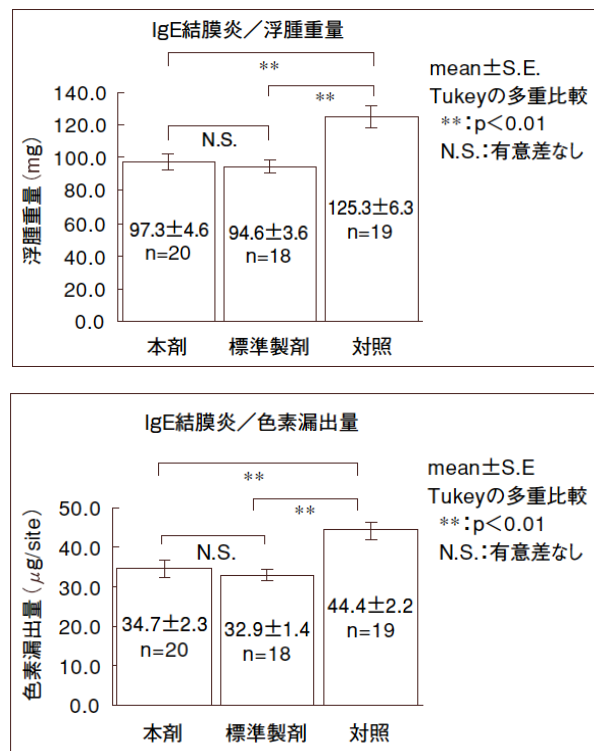 IgE結膜炎／浮腫重量
mean±S.E.
Tukeyの多重比較
**：p＜0.01
N.S.：有意差なし
浮腫重量(mg)
140.0
120.0
100.0
80.0
60.0
40.0
20.0
0.0
**
**
N.S.
97.3±4.6
n=20
94.6±3.6
n=18
125.3±6.3
n=19
本剤
標準製剤
対照
IgE結膜炎／色素漏出量
mean±S.E
Tukeyの多重比較
**：p＜0.01
N.S.：有意差なし
色素漏出量(μg/site)
50.0
40.0
30.0
20.0
10.0
0.0
**
**
N.S.
34.7±2.3
n=20
32.9±1.4
n=18
44.4±2.2
n=19
本剤
標準製剤
対照